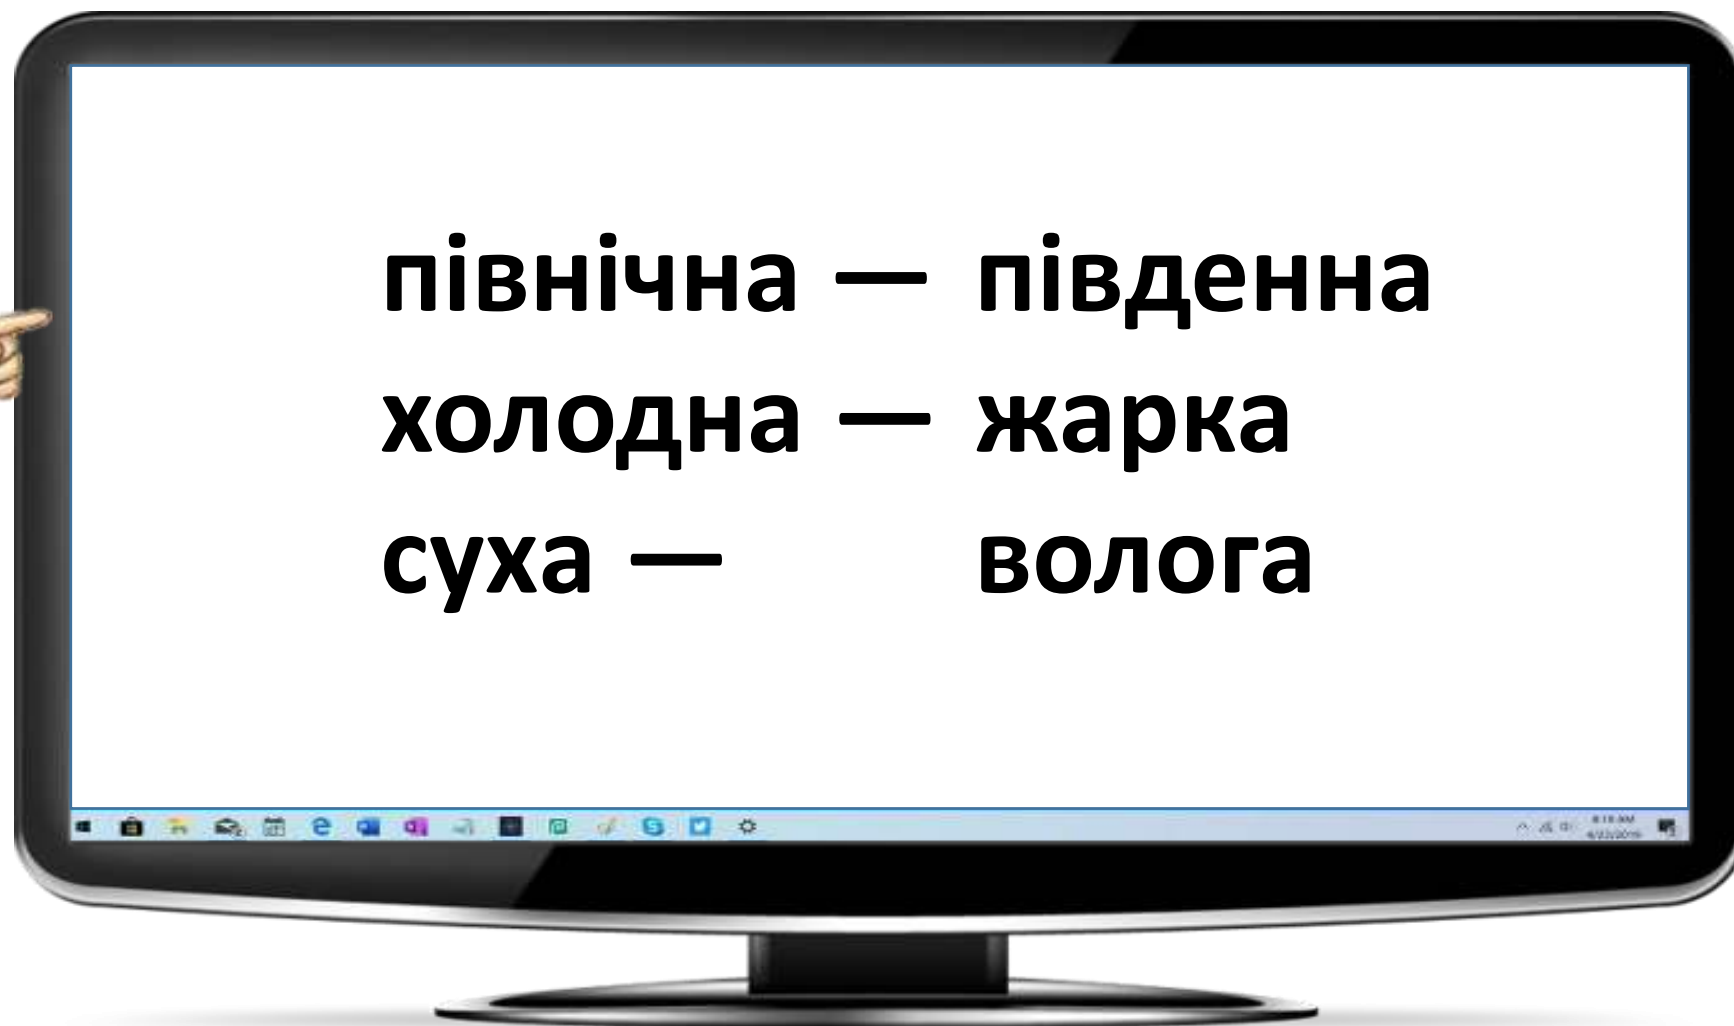 північна — південна
холодна — жарка
суха — волога